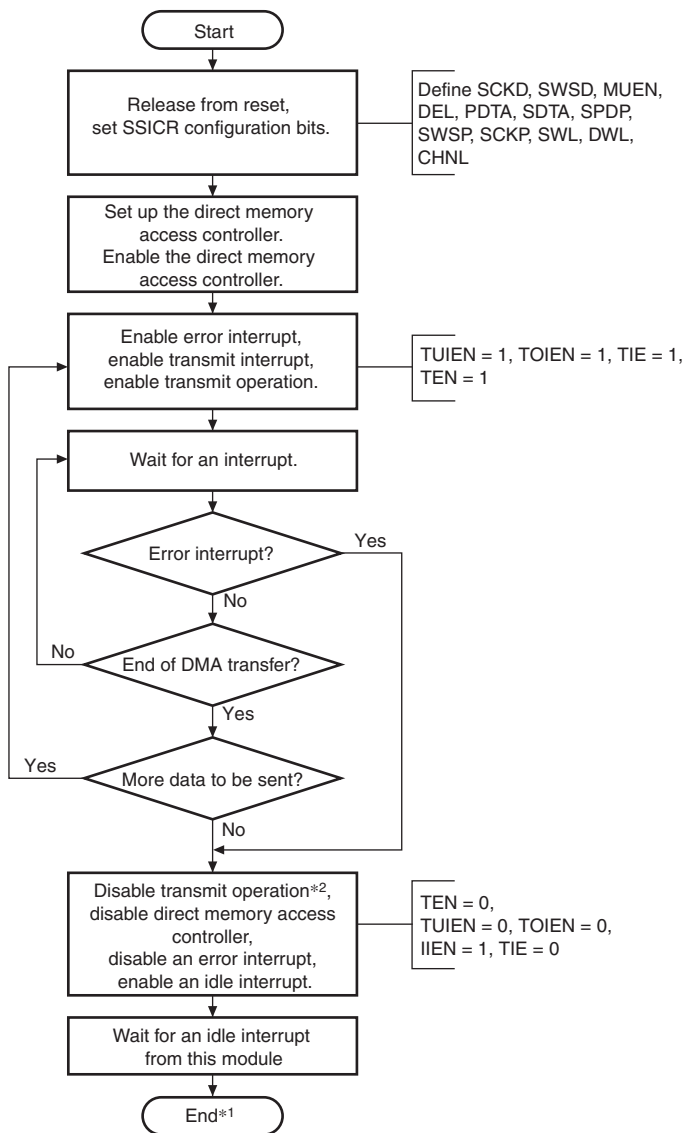 Start
Release from reset,
set SSICR configuration bits.
Define SCKD, SWSD, MUEN,
DEL, PDTA, SDTA, SPDP,
SWSP, SCKP, SWL, DWL,
CHNL
Set up the direct memory
access controller.
Enable the direct memory
access controller.
Enable error interrupt,
enable transmit interrupt,
enable transmit operation.
TUIEN = 1, TOIEN = 1, TIE = 1,
TEN = 1
Wait for an interrupt.
Error interrupt?
Yes
No
End of DMA transfer?
No
Yes
More data to be sent?
Yes
No
Disable transmit operation*2,
disable direct memory access
controller,
disable an error interrupt,
enable an idle interrupt.
TEN = 0,
TUIEN = 0, TOIEN = 0,
IIEN = 1, TIE = 0
Wait for an idle interrupt
from this module
End*1